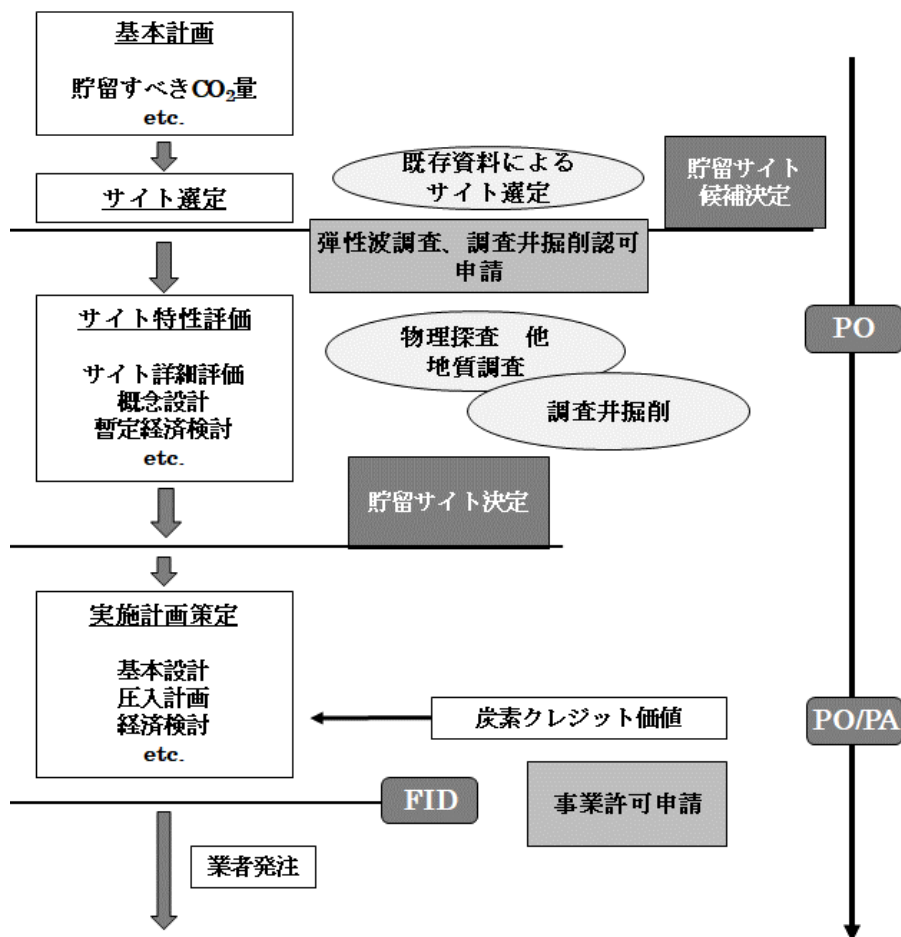 基本計画
貯留すべきCO₂量
etc.
サイト選定
既存資料による
サイト選定
貯留サイト
候補決定
弾性波調査、調査井掘削認可
申請
サイト特性評価
サイト詳細評価
概念設計
暫定経済検討
etc.
物理探査　他
地質調査
調査井掘削
PO
貯留サイト決定
実施計画策定
基本設計
圧入計画
経済検討
etc.
炭素クレジット価値
PO/PA
FID
事業許可申請
業者発注